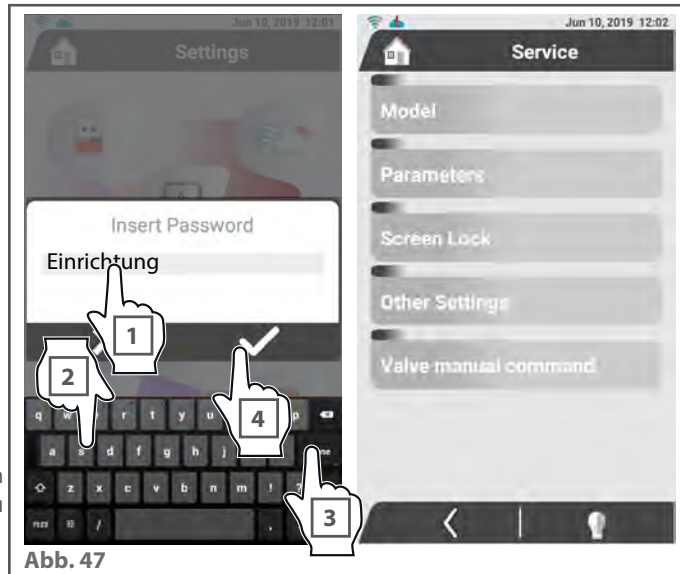 Jun 10, 2019 12:01
Settings
Insert Password
Einrichtung
1
2
4
3
q w r t y u p
a s d f g h j
z x c v b n m !
/ .
Jun 10, 2019 12:02
Service
Model
Parameters
Screen Lock
Other Settings
Valve manual command
Abb. 47